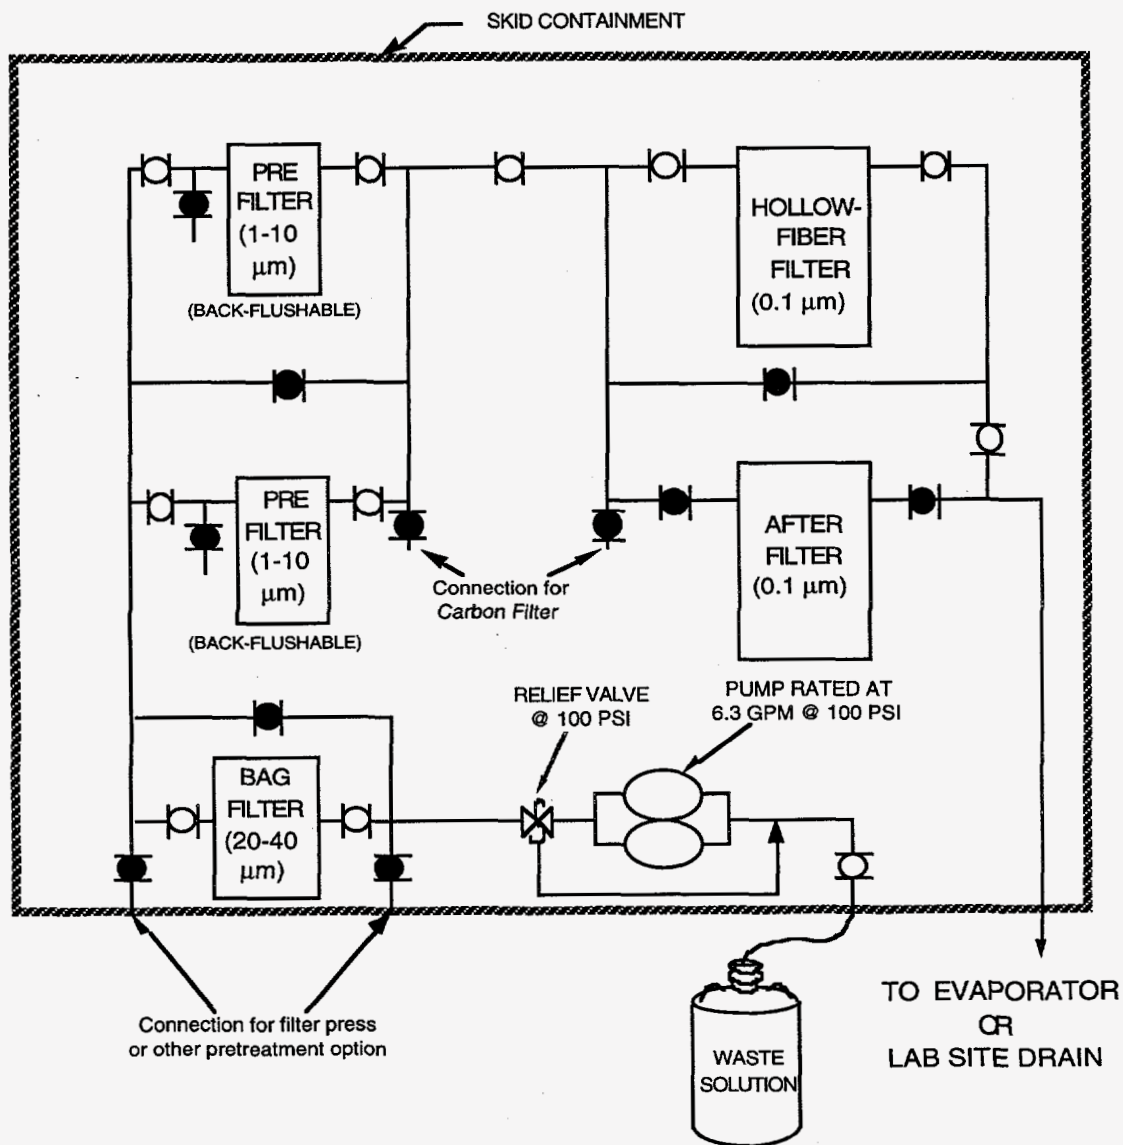 SKID CONTAINMENT
PRE
FILTER
(1-10
µm)
(BACK-FLUSHABLE)
HOLLOW-
FIBER
FILTER
(0.1 µm)
PRE
FILTER
(1-10
µm)
(BACK-FLUSHABLE)
Connection for
Carbon Filter
AFTER
FILTER
(0.1 µm)
RELIEF VALVE
@ 100 PSI
PUMP RATED AT
6.3 GPM @ 100 PSI
BAG
FILTER
(20-40
µm)
Connection for filter press
or other pretreatment option
WASTE
SOLUTION
TO EVAPORATOR
OR
LAB SITE DRAIN